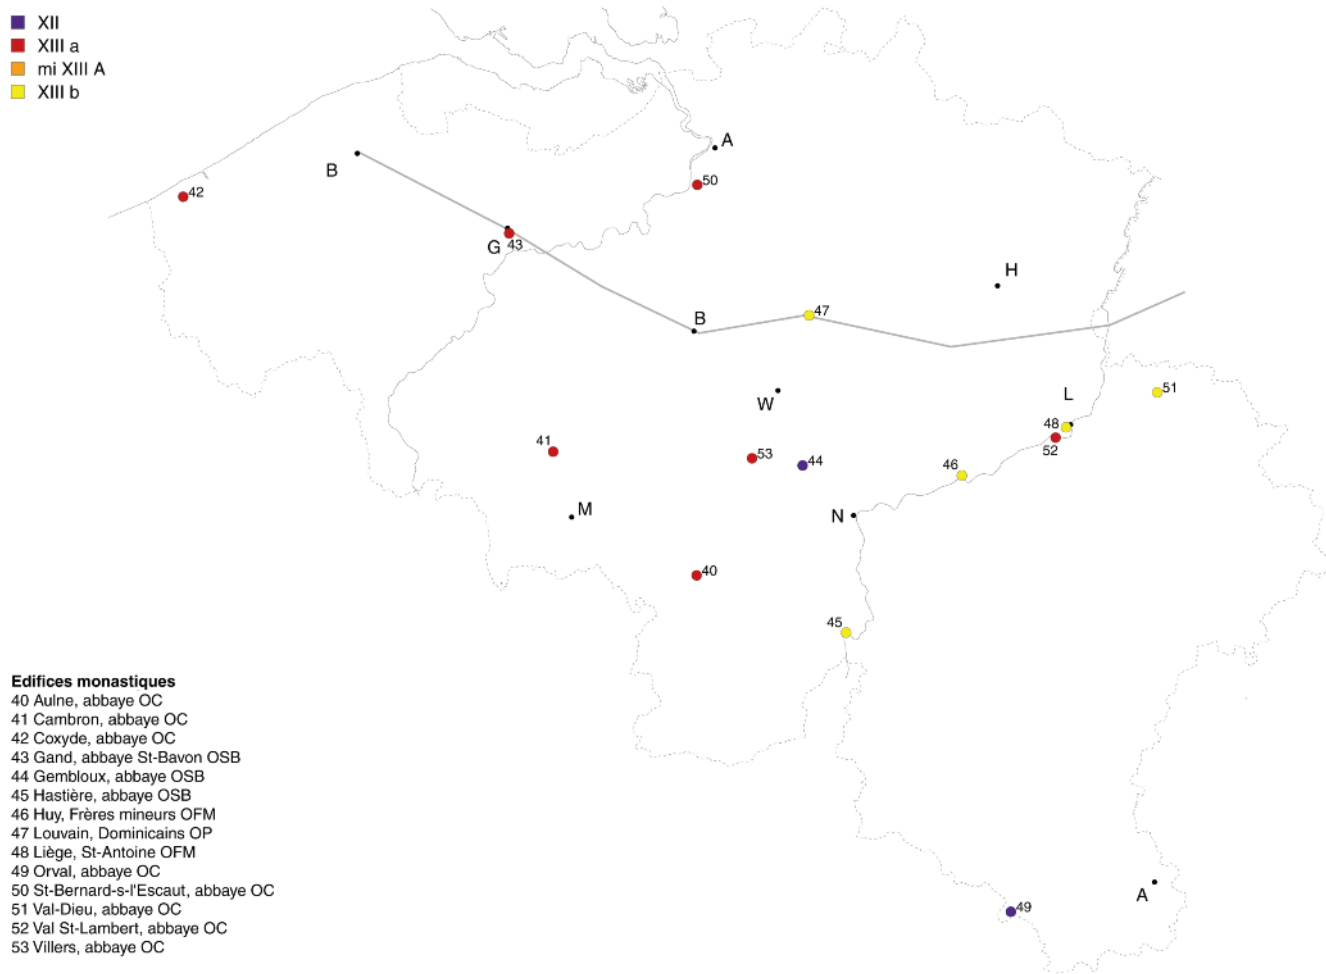 XII
XIII a
mi XIII A
XIII b
A
B
50
42
G
43
H
B
47
W
L
51
48
41
53
44
52
46
M
N
40
45
Edifices monastiques
40 Aulne, abbaye OC
41 Cambron, abbaye OC
42 Coxyde, abbaye OC
43 Gand, abbaye St-Bavon OSB
44 Gembloux, abbaye OSB
45 Hastière, abbaye OSB
46 Huy, Frères mineurs OFM
47 Louvain, Dominicains OP
48 Liège, St-Antoine OFM
49 Orval, abbaye OC
50 St-Bernard-s-l'Escaut, abbaye OC
51 Val-Dieu, abbaye OC
52 Val St-Lambert, abbaye OC
53 Villers, abbaye OC
A
49